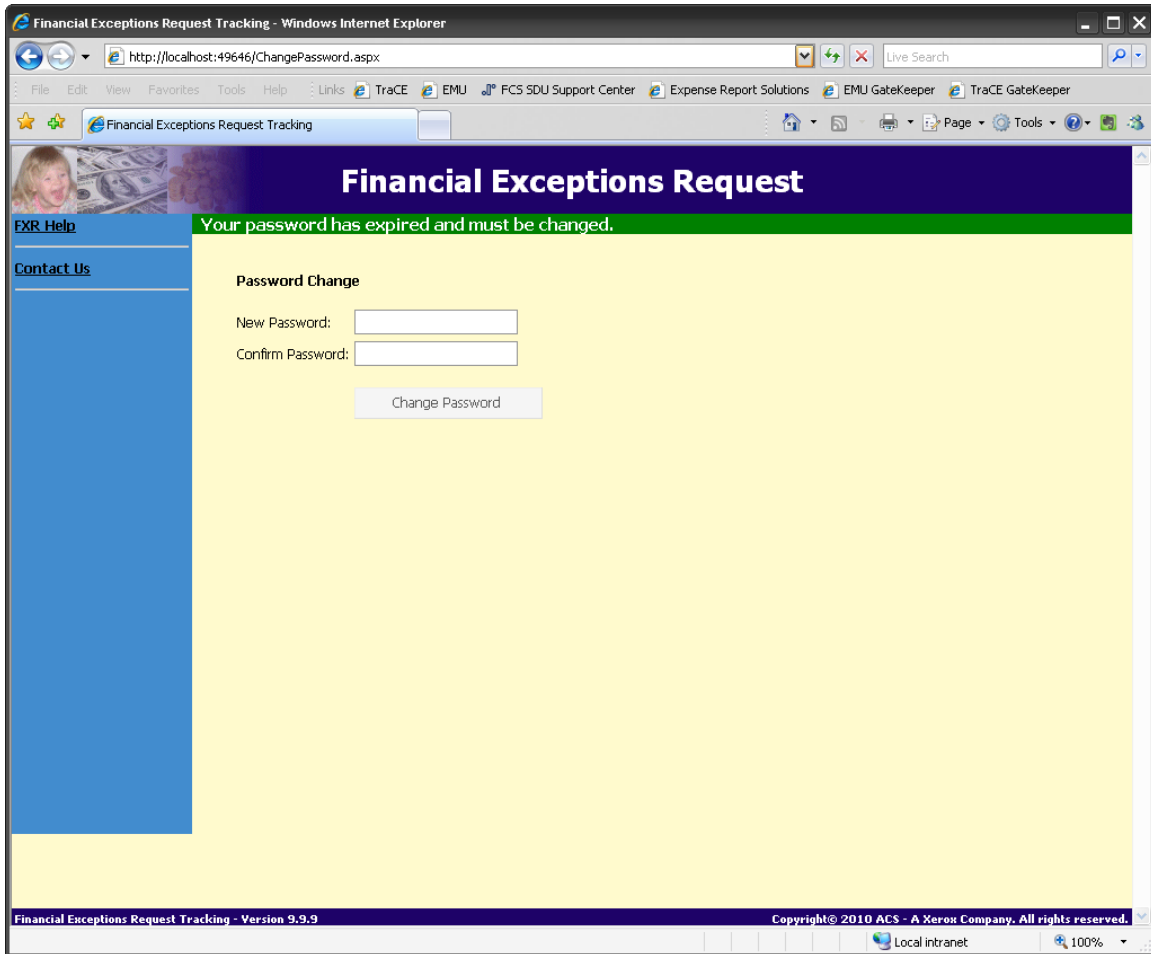 Financial Exceptions Request Tracking - Windows Internet Explorer
http://localhost:49646/ChangePassword.aspx
Live Search
File Edit View Favorites Tools Help Links TraCE EMU FCS SDU Support Center Expense Report Solutions EMU GateKeeper TraCE GateKeeper
Financial Exceptions Request Tracking
Page Tools
Financial Exceptions Request
FXR Help
Your password has expired and must be changed.
Contact Us
Password Change
New Password:
Confirm Password:
Change Password
Financial Exceptions Request Tracking - Version 9.9.9
Copyright© 2010 ACS - A Xerox Company. All rights reserved.
Local intranet
100%